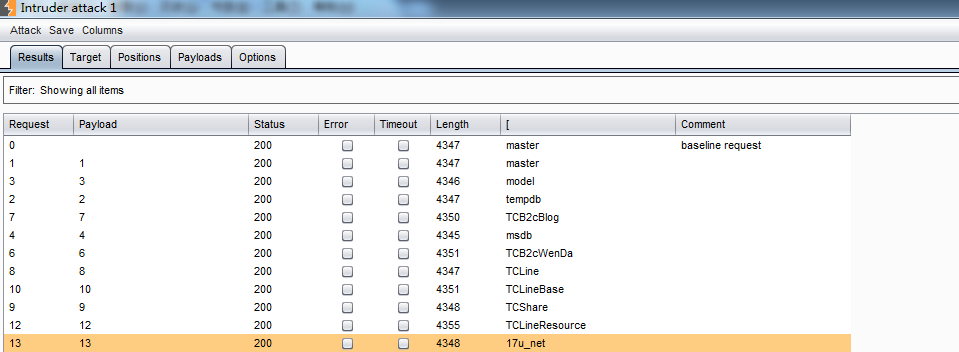 Intruder attack 1
Attack Save Columns
Results Target Positions Payloads Options
Filter: Showing all items
Request Payload Status Error Timeout Length [ Comment
0 200 4347 master baseline request
1 1 200 4347 master
3 3 200 4346 model
2 2 200 4347 tempdb
7 7 200 4350 TCB2cBlog
4 4 200 4345 msdb
6 6 200 4351 TCB2cWenDa
8 8 200 4347 TCLine
10 10 200 4351 TCLineBase
9 9 200 4348 TCShare
12 12 200 4355 TCLineResource
13 13 200 4348 17u_net